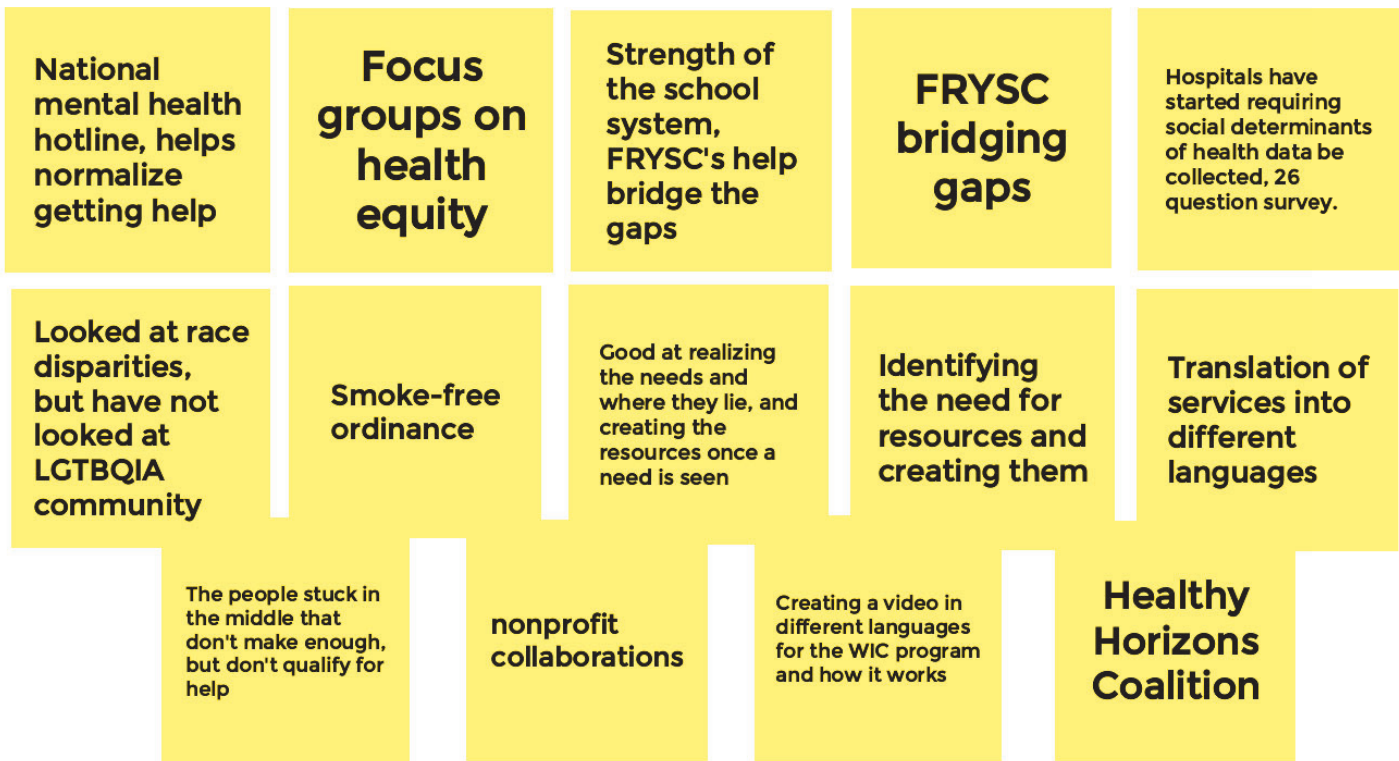 National
mental health
hotline, helps
normalize
getting help
Focus
groups on
health
equity
Strength of
the school
system,
FRYSC's help
bridge the
gaps
FRYSC
bridging
gaps
Hospitals have
started requiring
social determinants
of health data be
collected, 26
question survey.
Looked at race
disparities,
but have not
looked at
LGTBQIA
community
Smoke-free
ordinance
Good at realizing
the needs and
where they lie, and
creating the
resources once a
need is seen
Identifying
the need for
resources and
creating them
Translation of
services into
different
languages
The people stuck in
the middle that
don't make enough,
but don't qualify for
help
nonprofit
collaborations
Creating a video in
different languages
for the WIC program
and how it works
Healthy
Horizons
Coalition